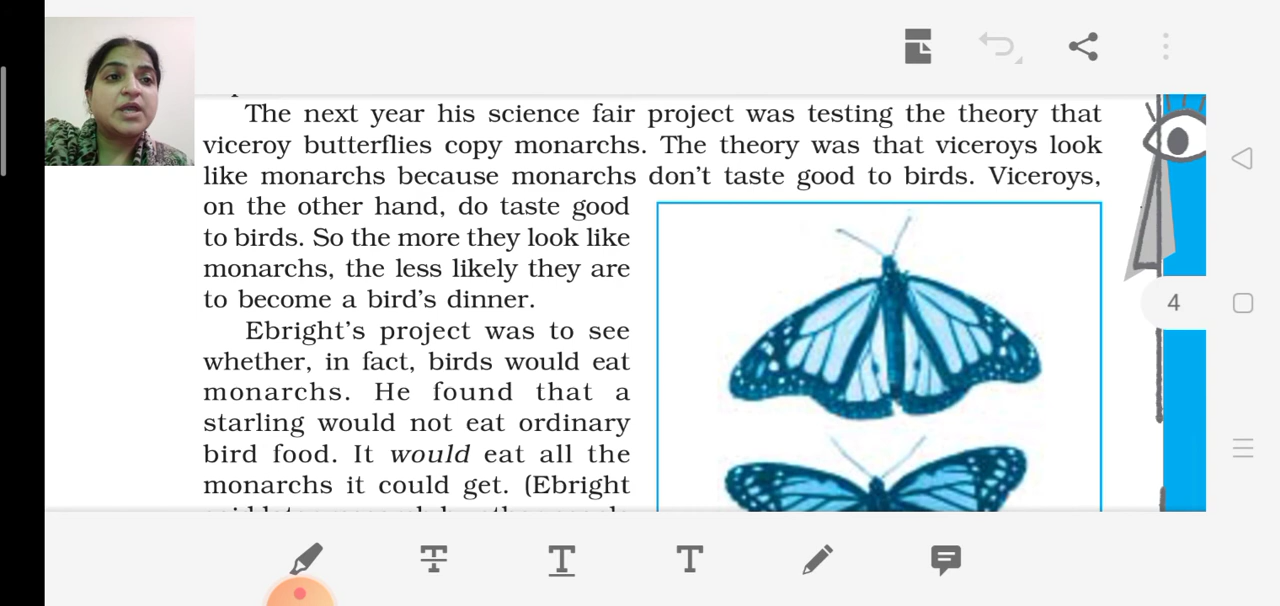 The next year his science fair project was testing the theory that
viceroy butterflies copy monarchs. The theory was that viceroys look
like monarchs because monarchs don't taste good to birds. Viceroys,
on the other hand, do taste good
to birds. So the more they look like
monarchs, the less likely they are
to become a bird's dinner.
Ebright's project was to see
whether, in fact, birds would eat
monarchs. He found that a
starling would not eat ordinary
bird food. It would eat all the
monarchs it could get. (Ebright
4
T
T
T